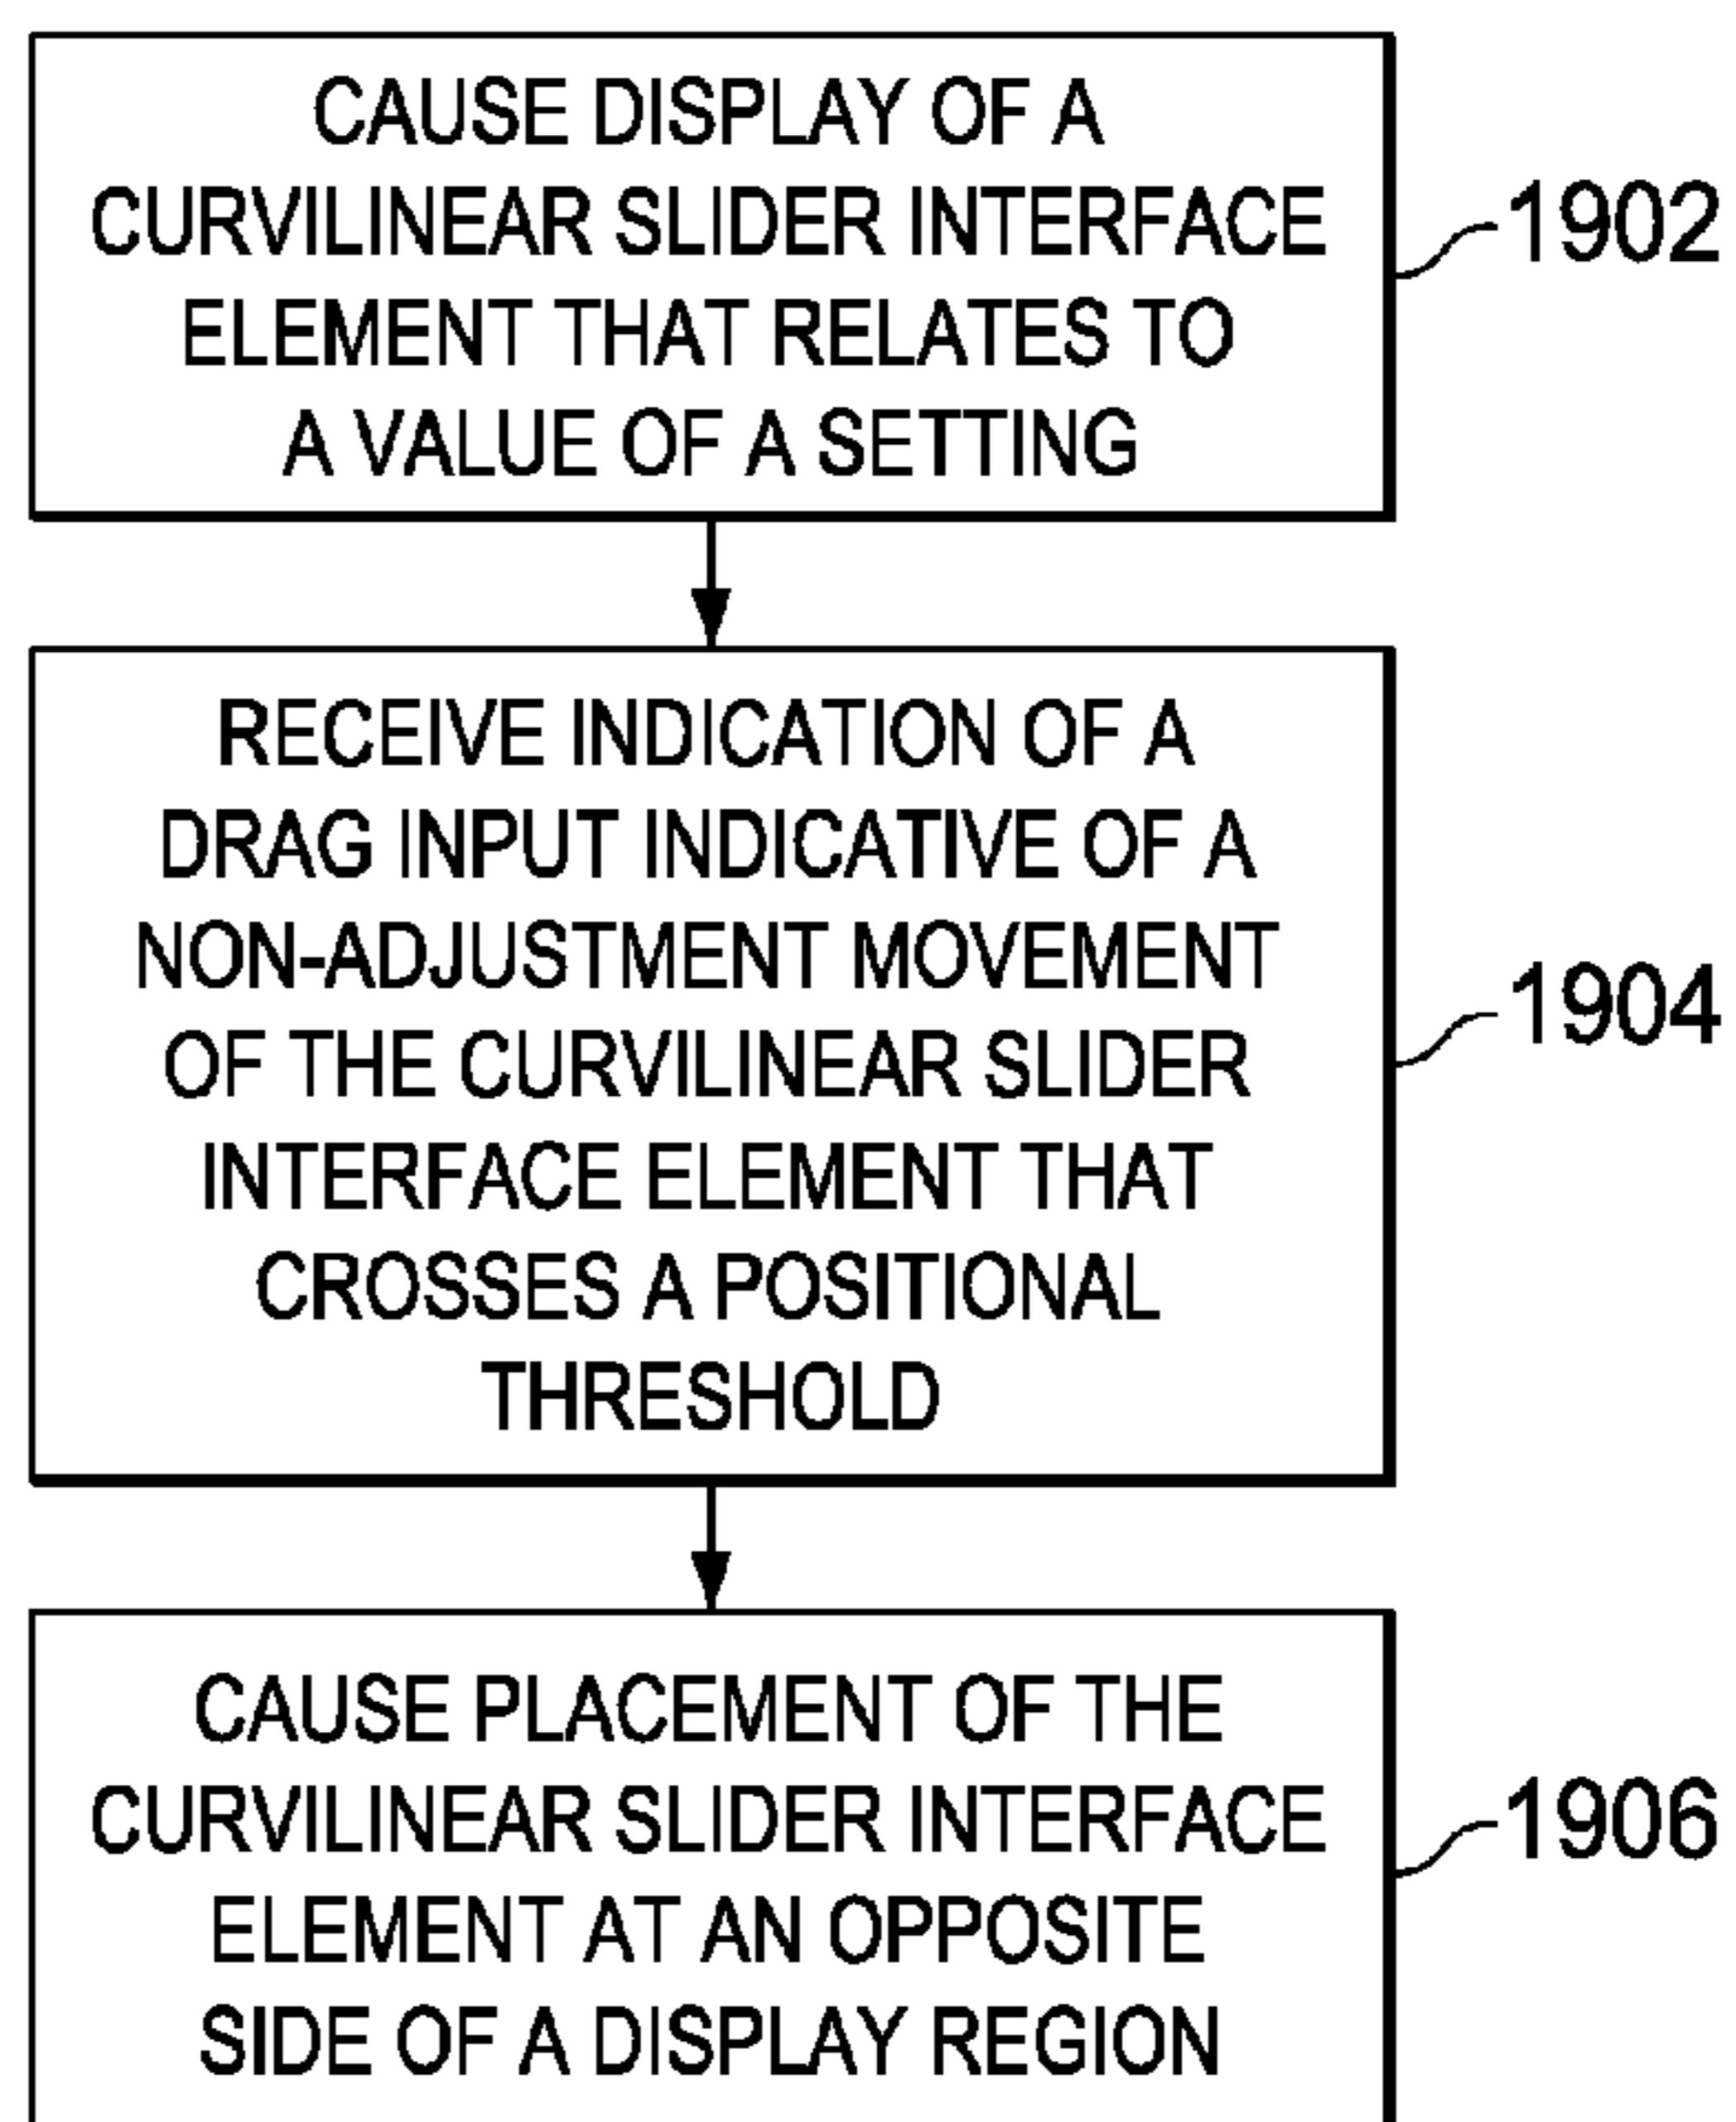 CAUSE DISPLAY OF A
CURVILINEAR SLIDER INTERFACE
ELEMENT THAT RELATES TO
A VALUE OF A SETTING
1902
RECEIVE INDICATION OF A
DRAG INPUT INDICATIVE OF A
NON-ADJUSTMENT MOVEMENT
OF THE CURVILINEAR SLIDER
INTERFACE ELEMENT THAT
CROSSES A POSITIONAL
THRESHOLD
1904
CAUSE PLACEMENT OF THE
CURVILINEAR SLIDER INTERFACE
ELEMENT AT AN OPPOSITE
SIDE OF A DISPLAY REGION
1906